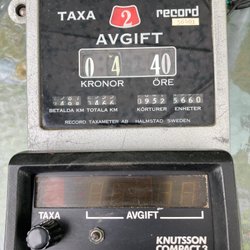 TAXA 2 record
AVGIFT
0 4 40
KRONOR ÖRE
0952 5660
BETALDA KM TOTALA KM KÖRTURER ENHETER
RECORD TAXAMETER AB HALMSTAD SWEDEN
TAXA AVGIFT
KNUTSSON
COMPACT 3